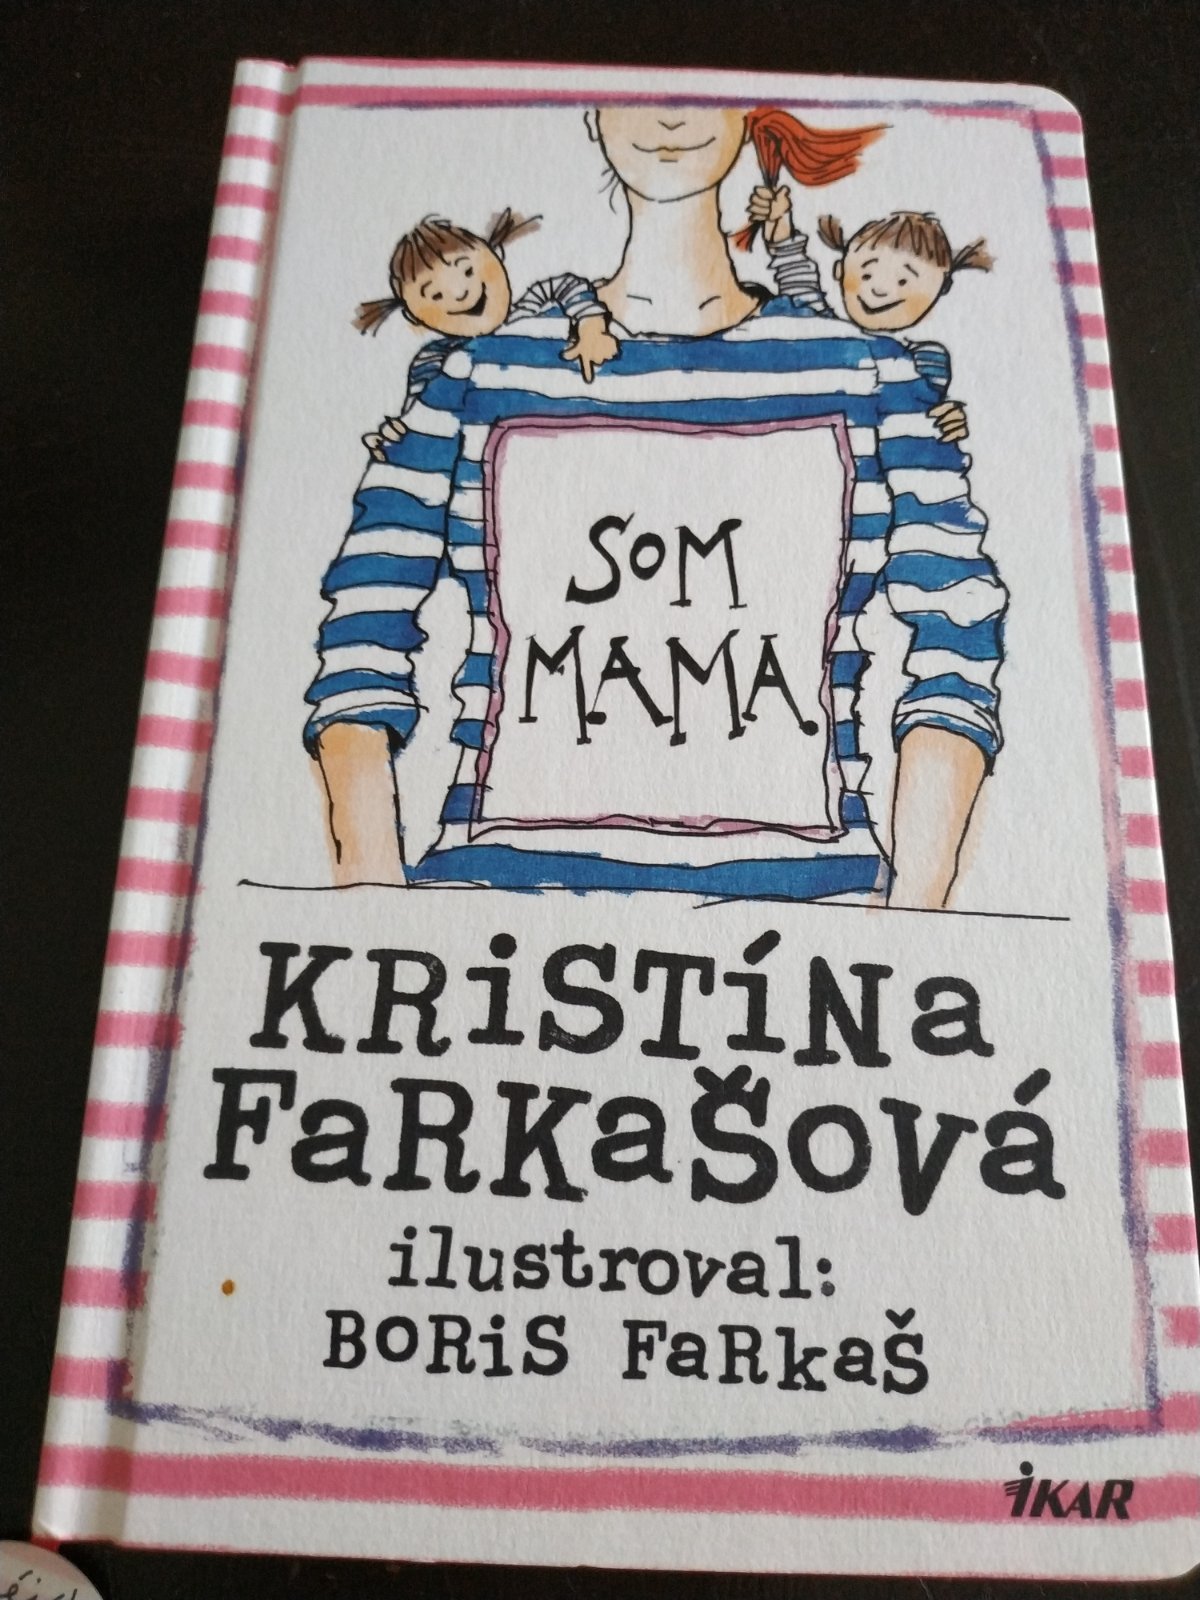 SOM
MAMA
KRiSTíNa
FaRKaŠová
ilustroval:
BORiS FaRkaŠ
iKAR